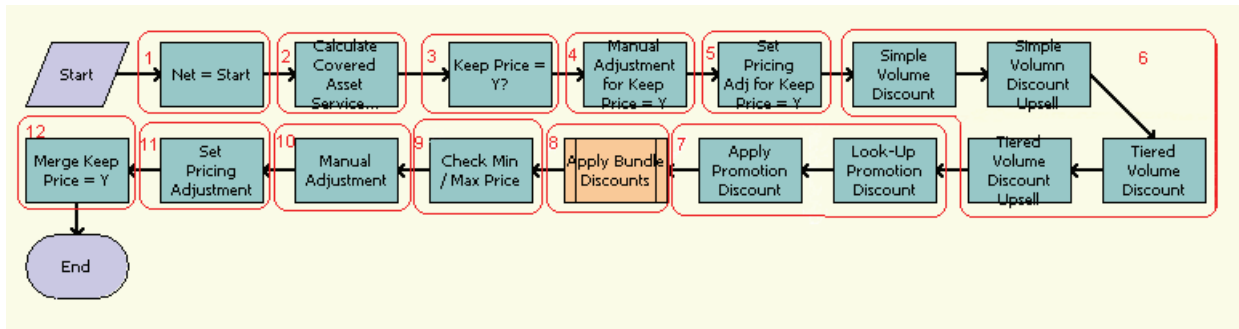 Start
1
Net = Start
2
Calculate
Covered
Asset
Service...
3
Keep Price =
Y?
4
Manual
Adjustment
for Keep
Price = Y
5
Set
Pricing
Adj for Keep
Price = Y
6
Simple
Volume
Discount
Simple
Volumn
Discount
Upsell
Tiered
Volume
Discount
Tiered
Volume
Discount
Upsell
7
Look-Up
Promotion
Discount
Apply
Promotion
Discount
8
Apply Bundle
Discounts
9
Check Min
/ Max Price
10
Manual
Adjustment
11
Set
Pricing
Adjustment
12
Merge Keep
Price = Y
End